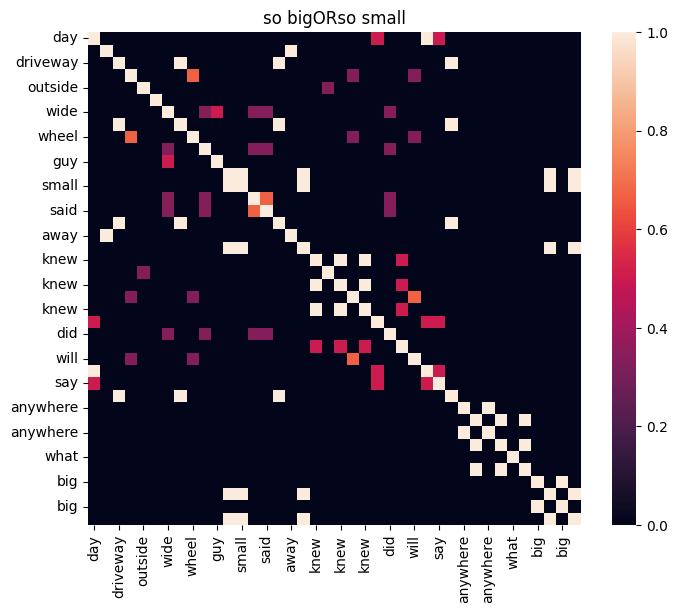 so bigORso small
day
driveway
outside
wide
wheel
guy
small
said
away
knew
knew
knew
did
will
say
anywhere
anywhere
what
big
big
1.0
0.8
0.6
0.4
0.2
0.0
day
driveway
outside
wide
wheel
guy
small
said
away
knew
knew
knew
did
will
say
anywhere
anywhere
what
big
big